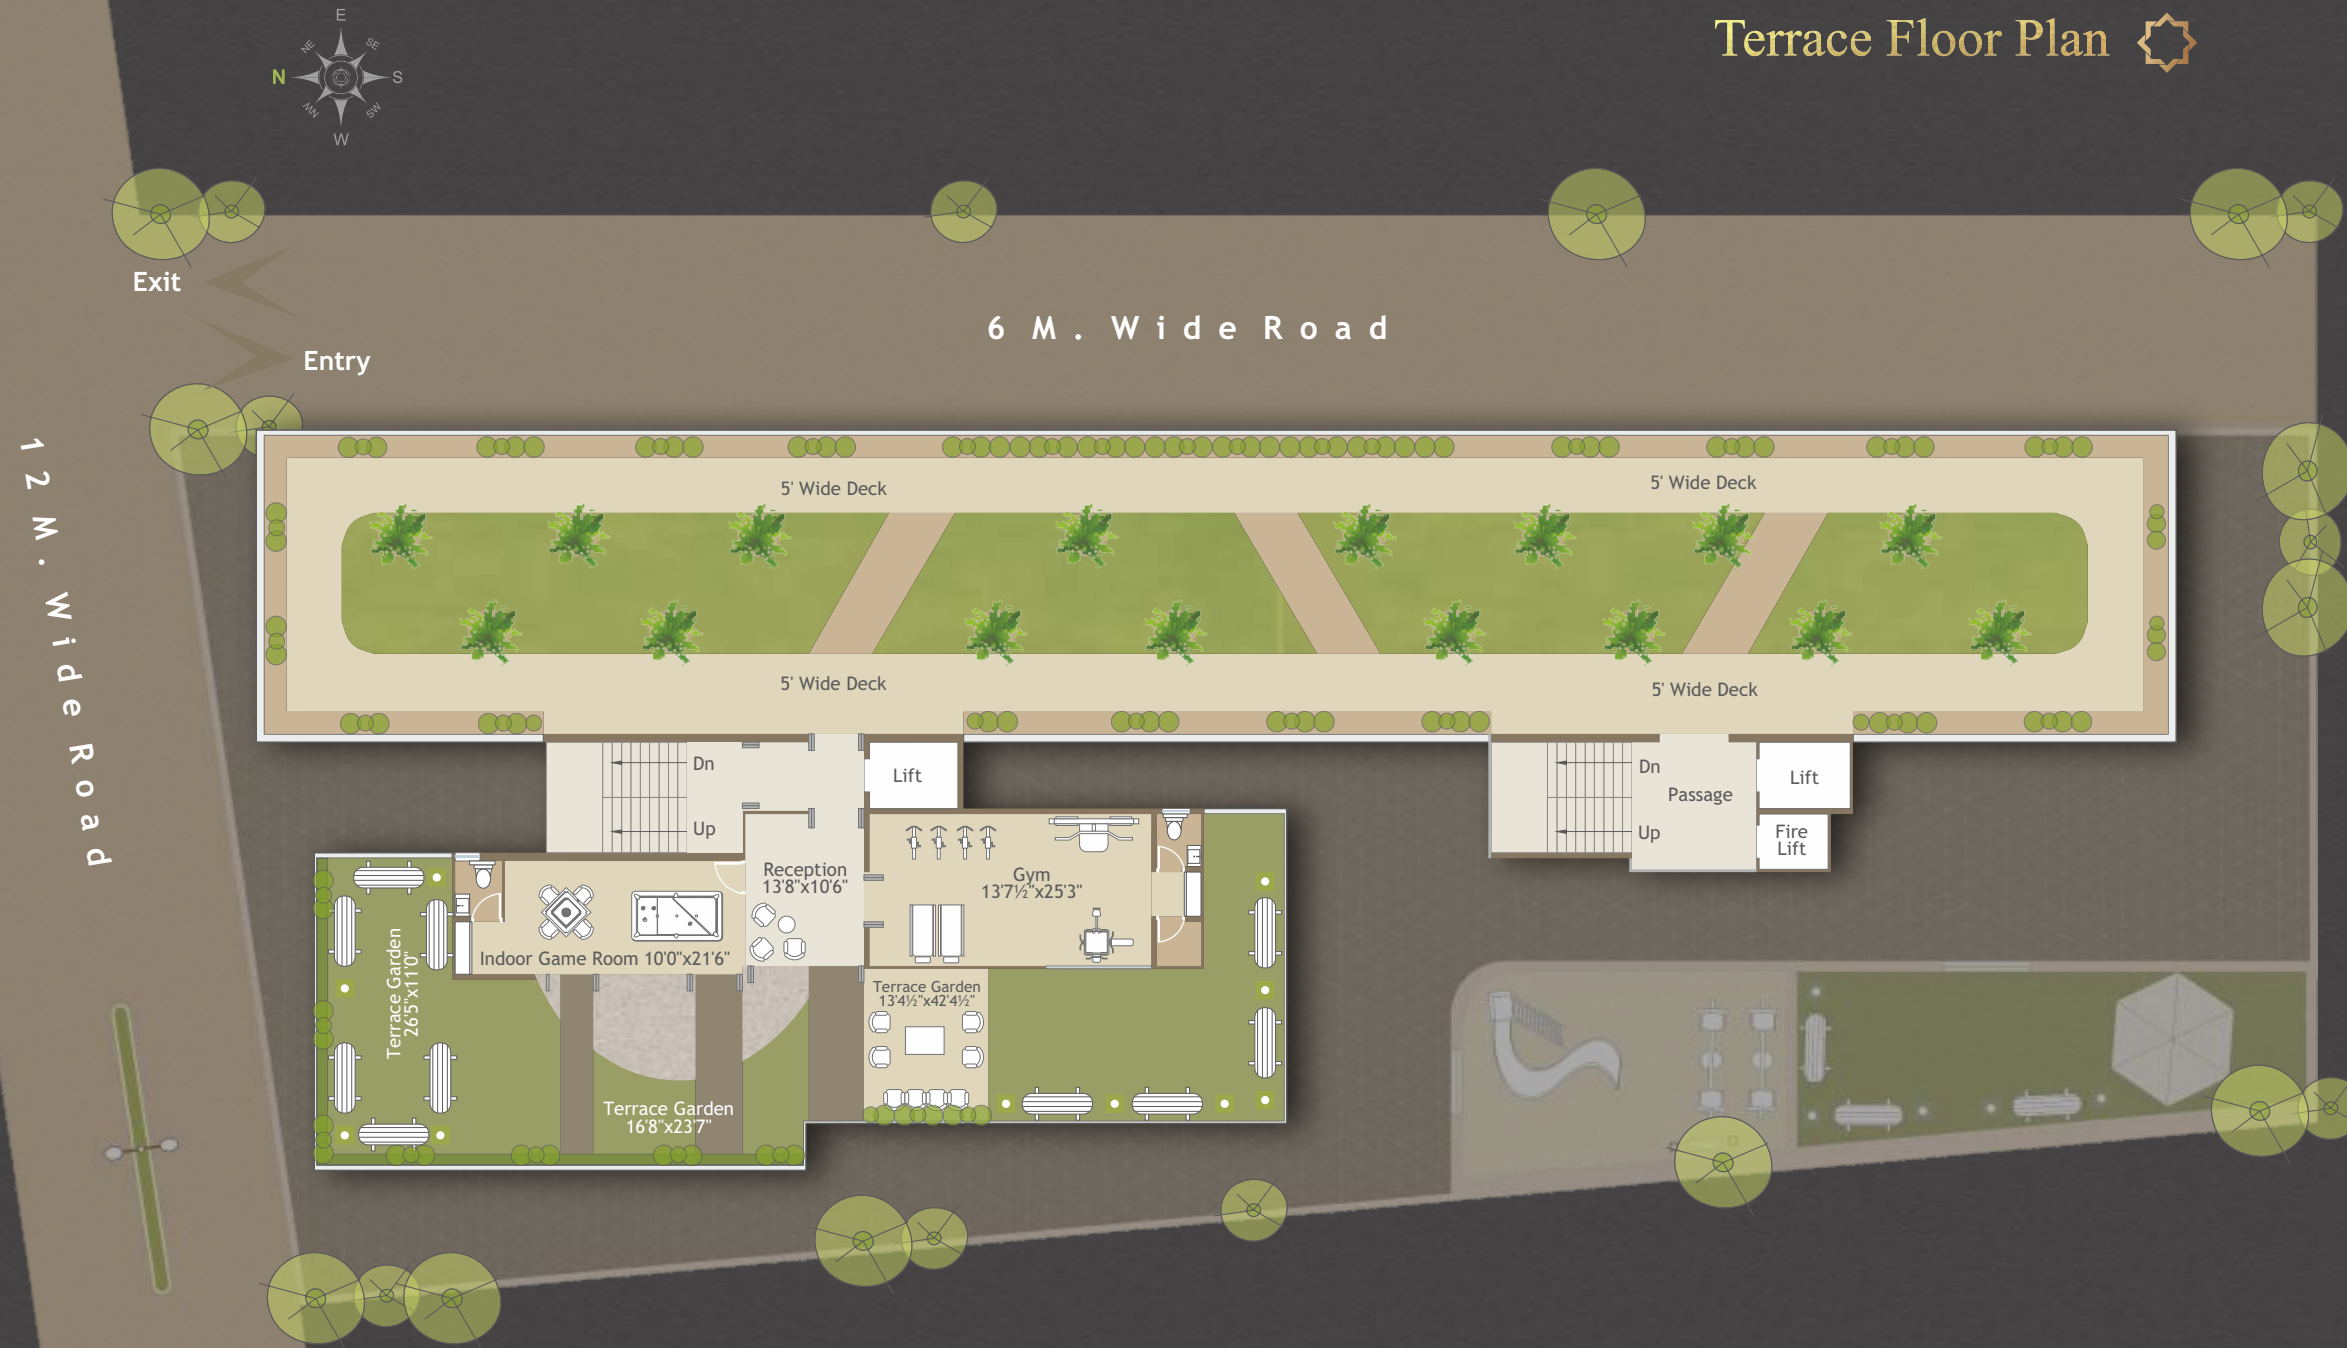 Terrace Floor Plan
E
NE
SE
N
S
NW
SW
W
Exit
Entry
6 M. Wide Road
12 M. Wide Road
5' Wide Deck
5' Wide Deck
5' Wide Deck
5' Wide Deck
Dn
Up
Lift
Dn
Up
Passage
Lift
Fire
Lift
Reception
13'8"x10'6"
Gym
13'7½"x25'3"
Indoor Game Room 10'0"x21'6"
Terrace Garden
26'5"x11'0"
Terrace Garden
13'4½"x42'4½"
Terrace Garden
16'8"x23'7"